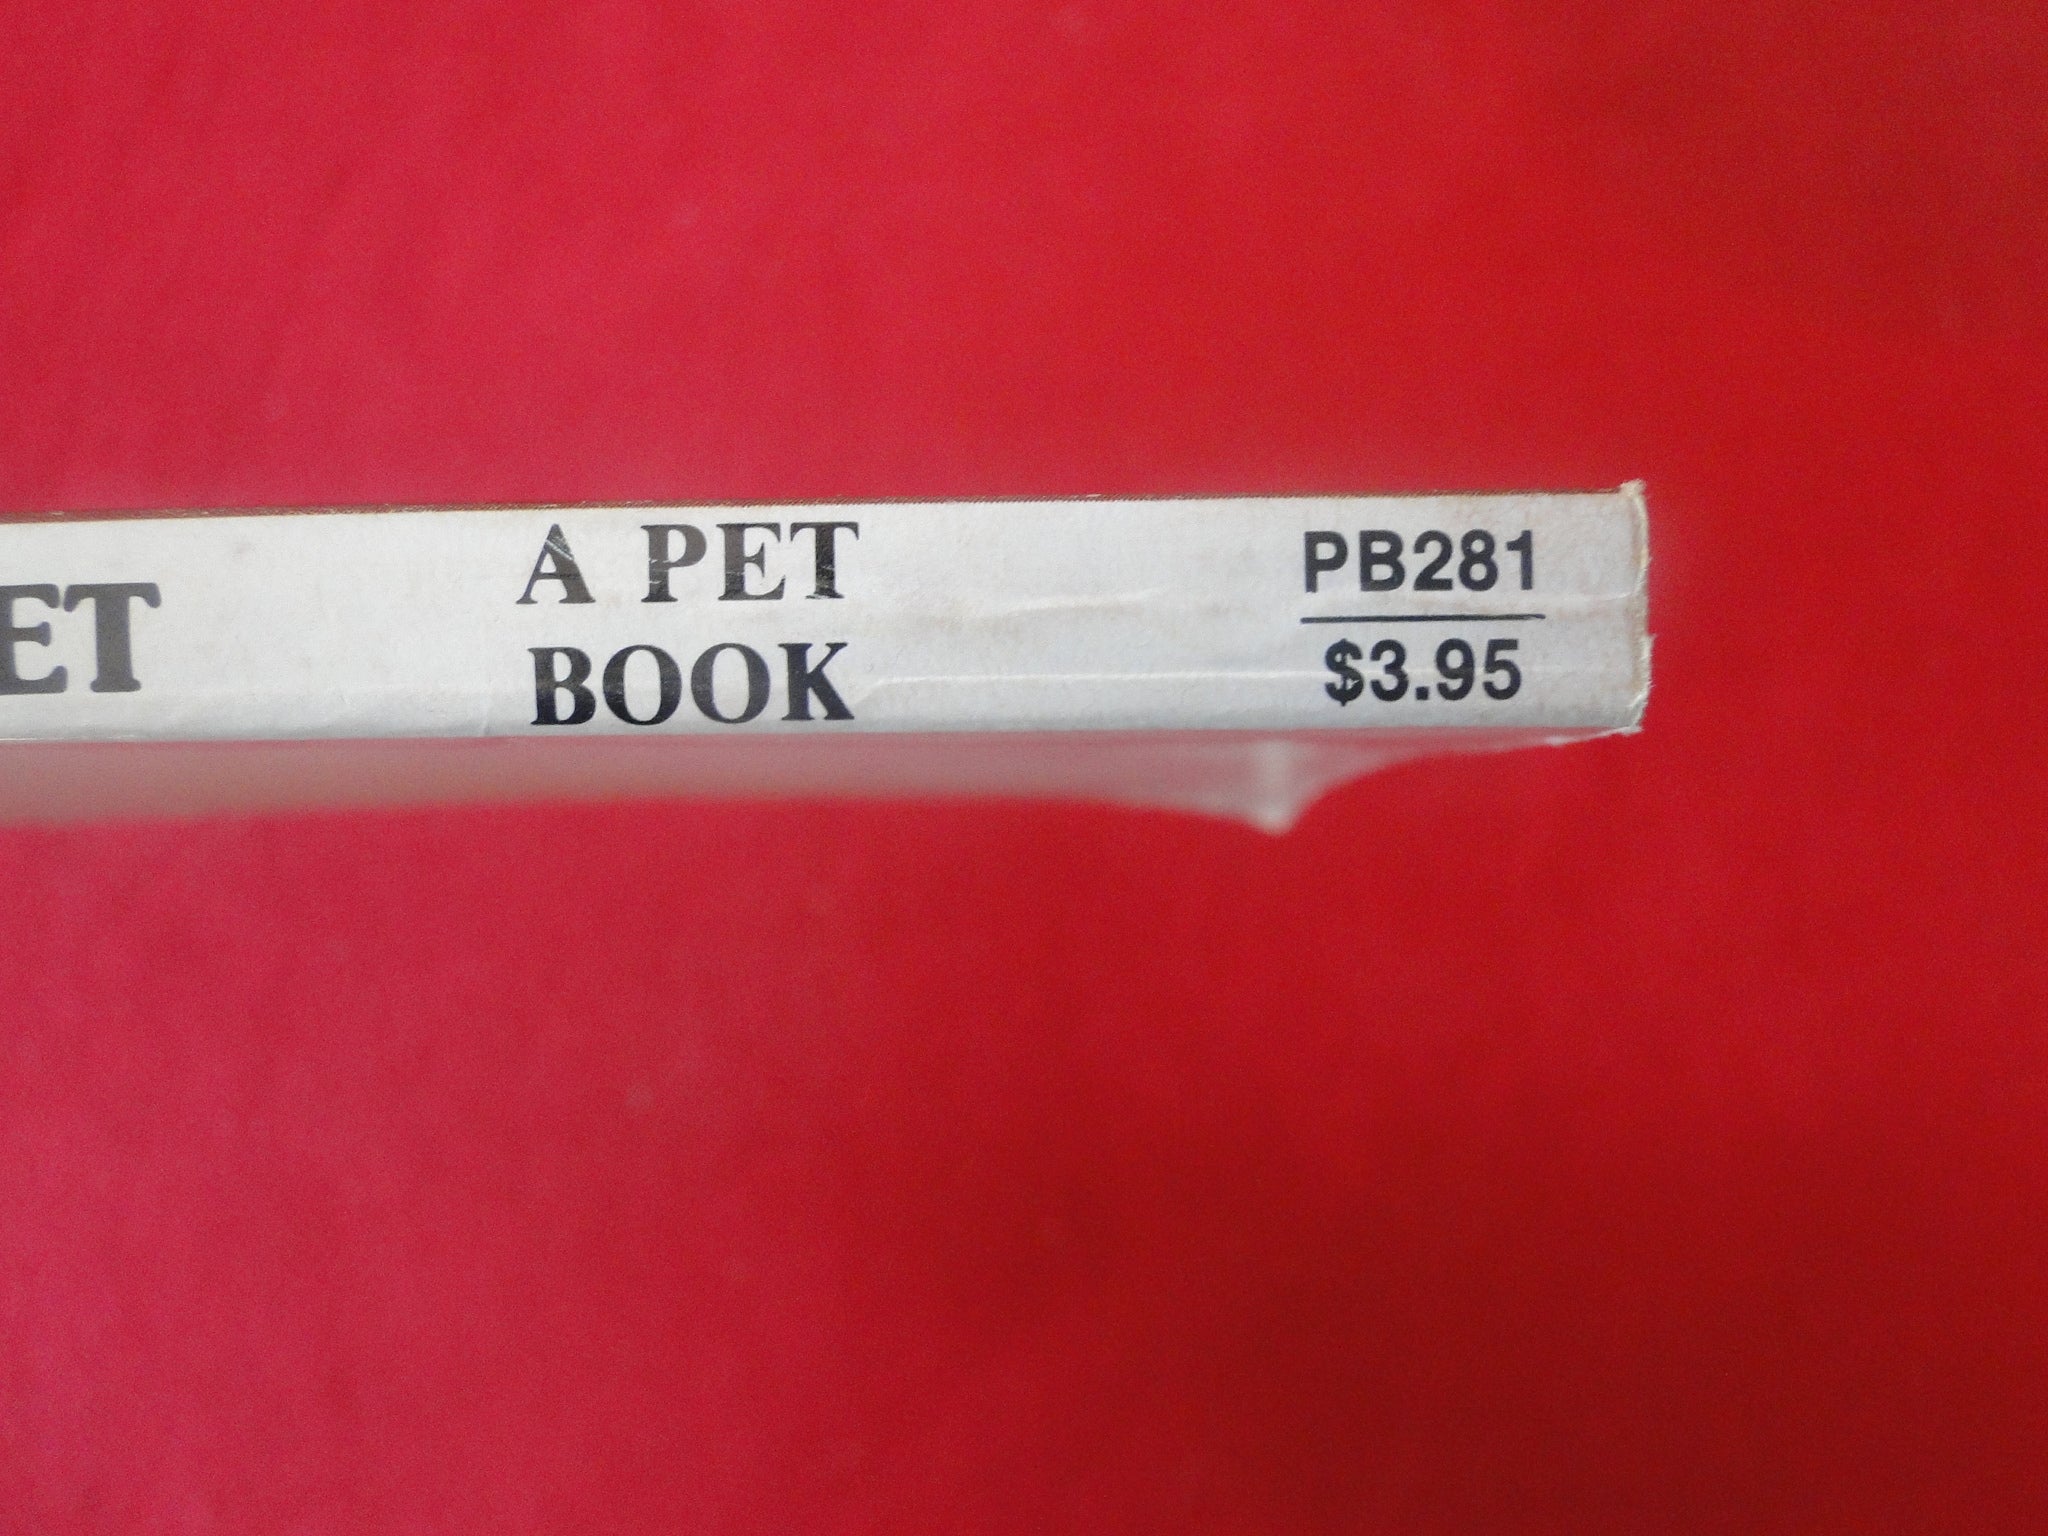 ET
A PET
BOOK
PB281
$3.95